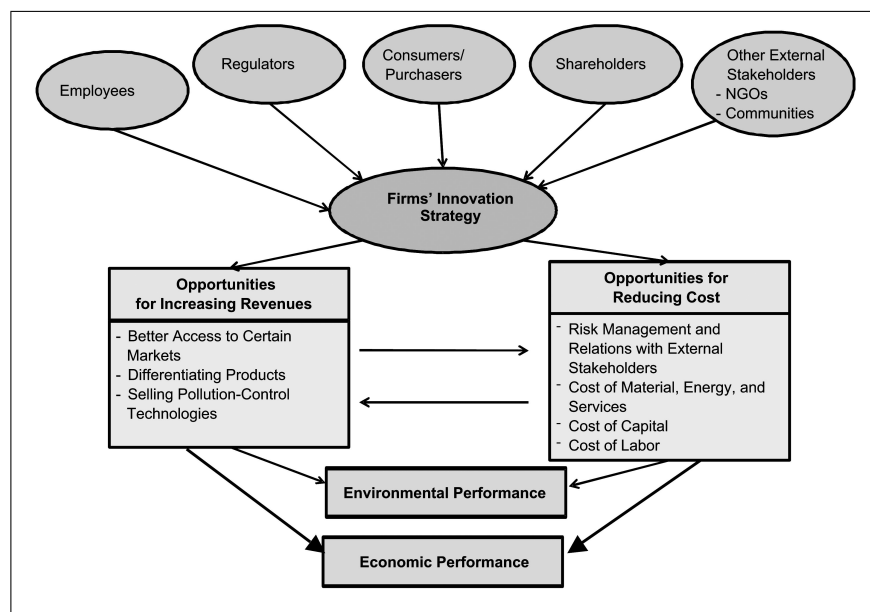 Employees
Regulators
Consumers/
Purchasers
Shareholders
Other External
Stakeholders
- NGOs
- Communities
Firms’ Innovation
Strategy
Opportunities
for Increasing Revenues
- Better Access to Certain
Markets
- Differentiating Products
- Selling Pollution-Control
Technologies
Opportunities for
Reducing Cost
- Risk Management and
Relations with External
Stakeholders
- Cost of Material, Energy, and
Services
- Cost of Capital
- Cost of Labor
Environmental Performance
Economic Performance